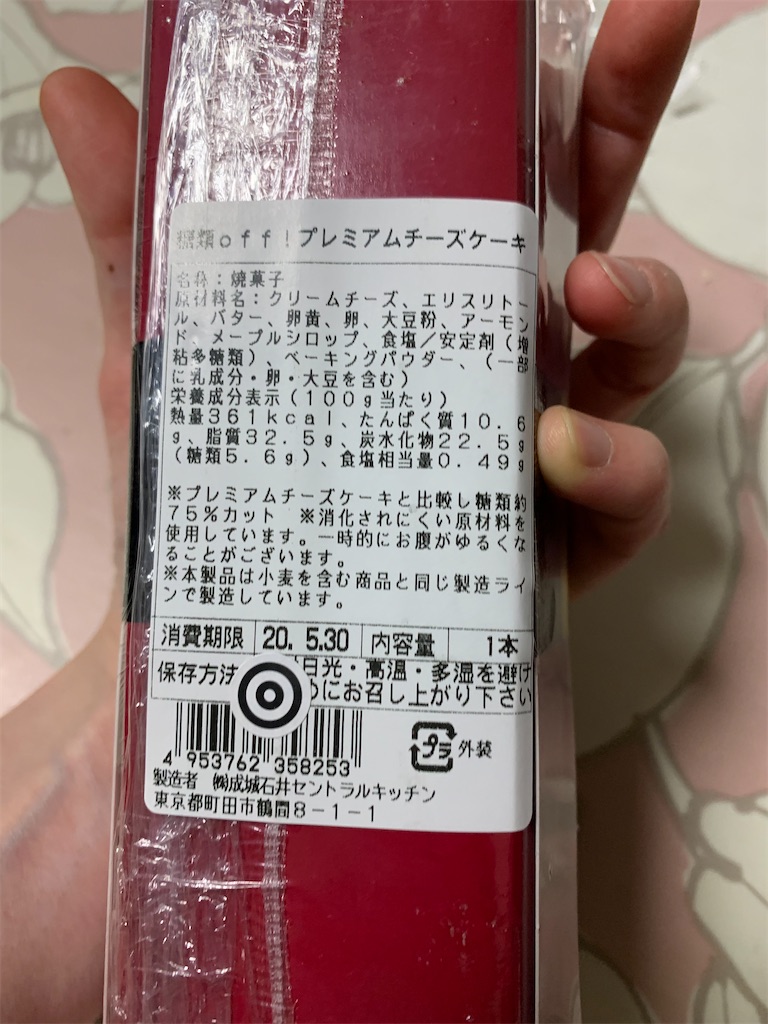 糖類off!プレミアムチーズケーキ
名称:焼菓子
原材料名:クリームチーズ、エリスリトー
ル、バター、卵黄、卵、大豆粉、アーモン
ド、メープルシロップ、食塩/安定剤(増
粘多糖類)、ベーキングパウダー、(一部
に乳成分・卵・大豆を含む)
栄養成分表示(100g当たり)
熱量361kcal、たんぱく質10.6
g、脂質32.5g、炭水化物22.5g
(糖類5.6g)、食塩相当量0.49g
※プレミアムチーズケーキと比較し糖類約
75%カット ※消化されにくい原材料を
使用しています。一時的にお腹がゆるくな
ることがございます。
※本製品は小麦を含む商品と同じ製造ライ
ンで製造しています。
消費期限 20. 5.30 内容量 1本
保存方法 日光・高温・多湿を避け
めにお召し上がり下さい
4 953762 358253
プラ 外装
製造者 ㈱成城石井セントラルキッチン
東京都町田市鶴間8-1-1